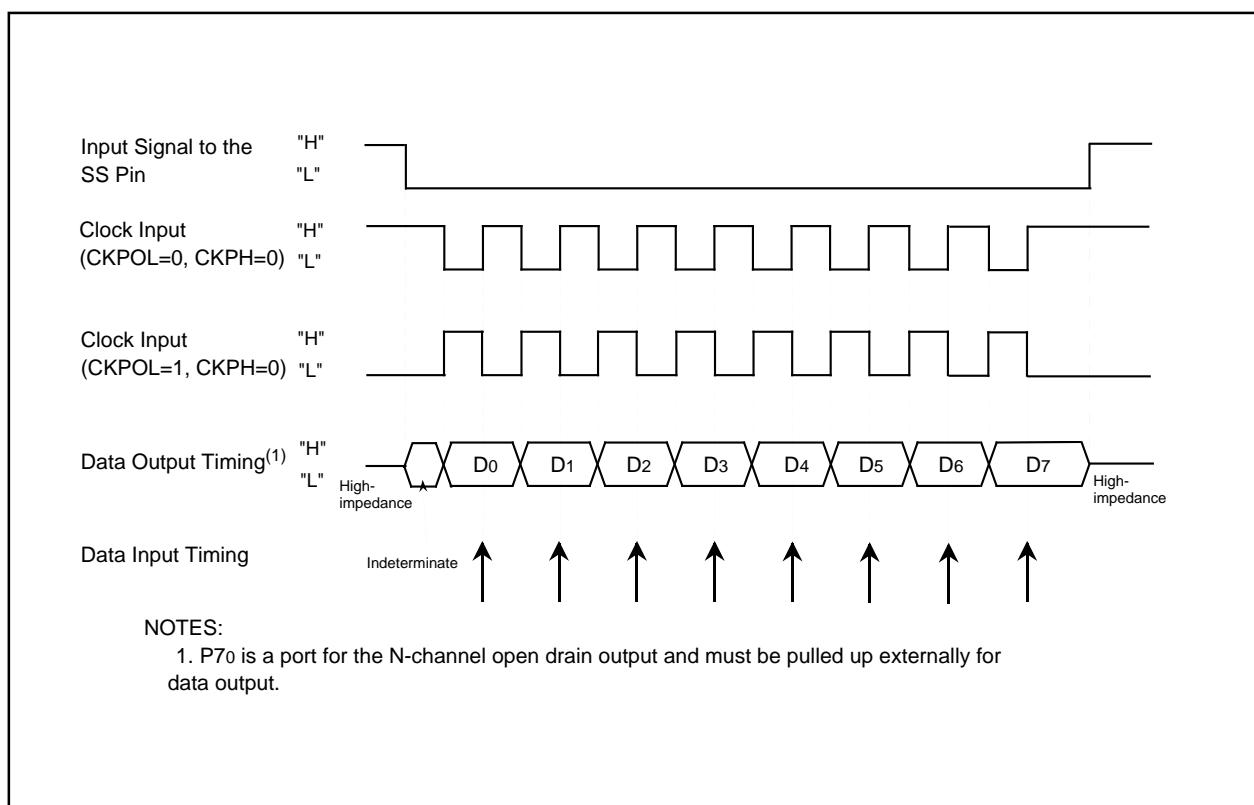 Input Signal to the
SS Pin
"H"
"L"
Clock Input
(CKPOL=0, CKPH=0)
"H"
"L"
Clock Input
(CKPOL=1, CKPH=0)
"H"
"L"
Data Output Timing(1)
"H"
"L"
High-
impedance
D0 D1 D2 D3 D4 D5 D6 D7
High-
impedance
Data Input Timing
Indeterminate
NOTES:
1. P70 is a port for the N-channel open drain output and must be pulled up externally for
data output.